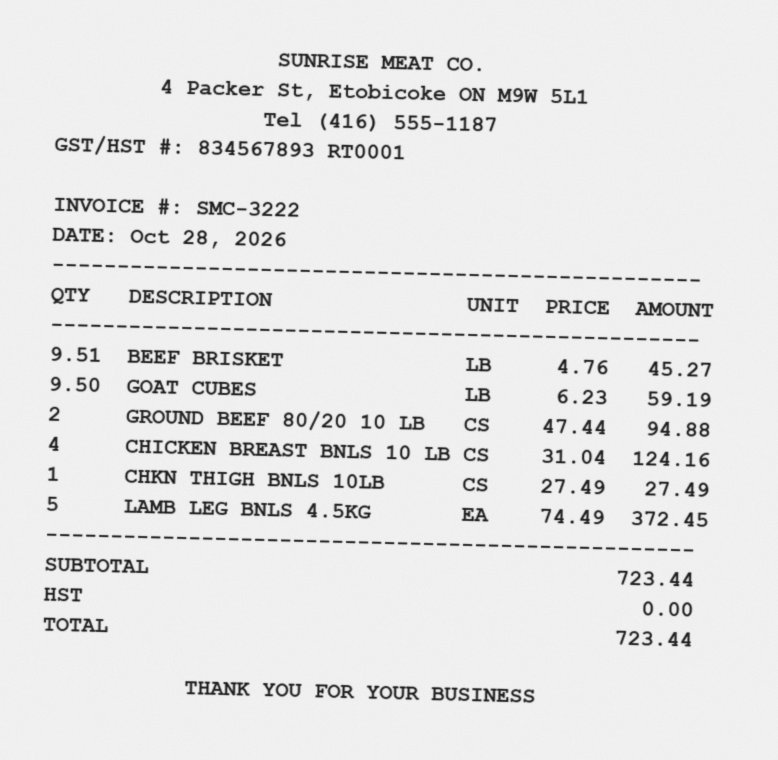 SUNRISE MEAT CO.
4 Packer St, Etobicoke ON M9W 5L1
Tel (416) 555-1187
GST/HST #: 834567893 RT0001
INVOICE #: SMC-3222
DATE: Oct 28, 2026
----------------------------------------------------
QTY DESCRIPTION UNIT PRICE AMOUNT
----------------------------------------------------
9.51 BEEF BRISKET LB 4.76 45.27
9.50 GOAT CUBES LB 6.23 59.19
2 GROUND BEEF 80/20 10 LB CS 47.44 94.88
4 CHICKEN BREAST BNLS 10 LB CS 31.04 124.16
1 CHKN THIGH BNLS 10LB CS 27.49 27.49
5 LAMB LEG BNLS 4.5KG EA 74.49 372.45
----------------------------------------------------
SUBTOTAL 723.44
HST 0.00
TOTAL 723.44
THANK YOU FOR YOUR BUSINESS